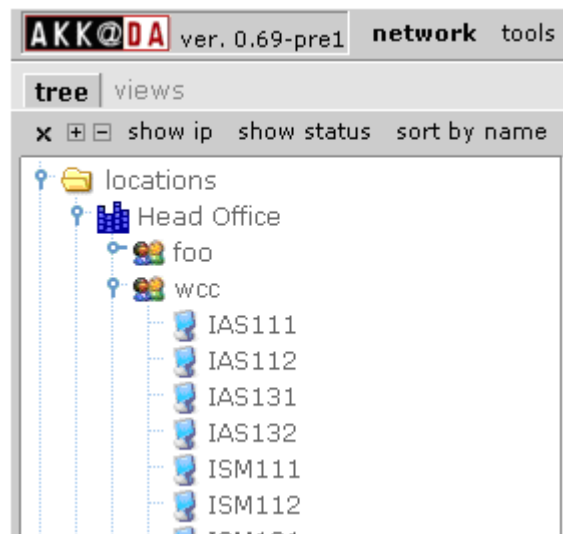 AKK@DA ver. 0.69-pre1 network tools
tree views
x show ip show status sort by name
locations
Head Office
foo
wcc
IAS111
IAS112
IAS131
IAS132
ISM111
ISM112